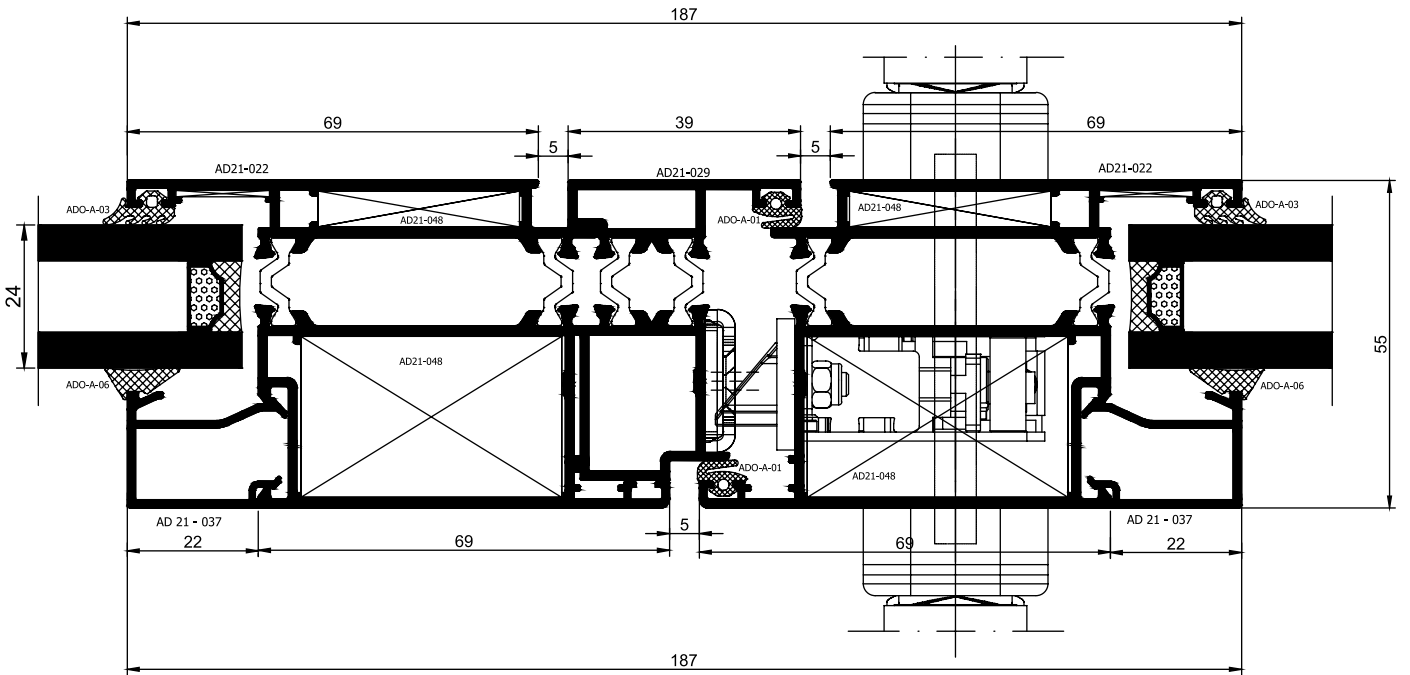 187
69
39
69
5
5
AD21-022
AD21-029
AD21-022
ADO-A-03
AD21-048
ADO-A-01
AD21-048
ADO-A-03
24
55
AD21-048
ADO-A-06
ADO-A-06
ADO-A-01
AD21-048
AD 21 - 037
AD 21 - 037
22
69
5
69
22
187